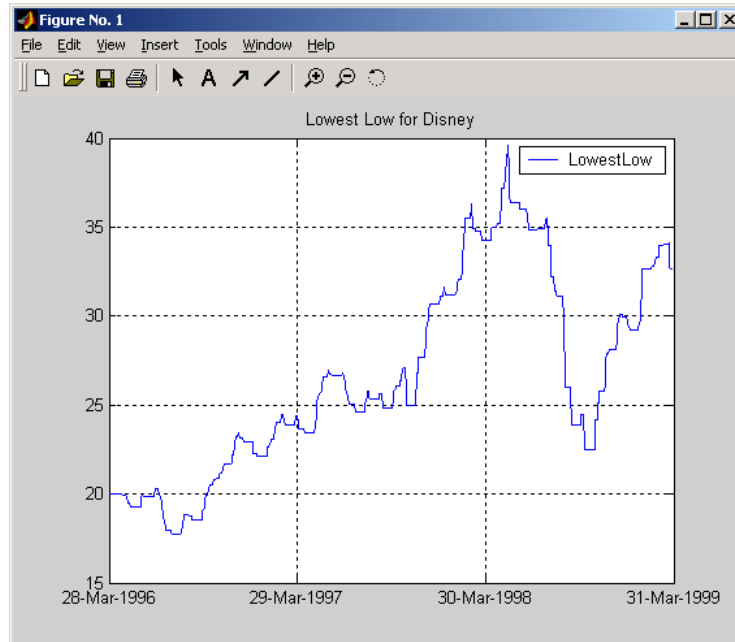 Figure No. 1
File Edit View Insert Tools Window Help
A
Lowest Low for Disney
LowestLow
40
35
30
25
20
15
28-Mar-1996 29-Mar-1997 30-Mar-1998 31-Mar-1999